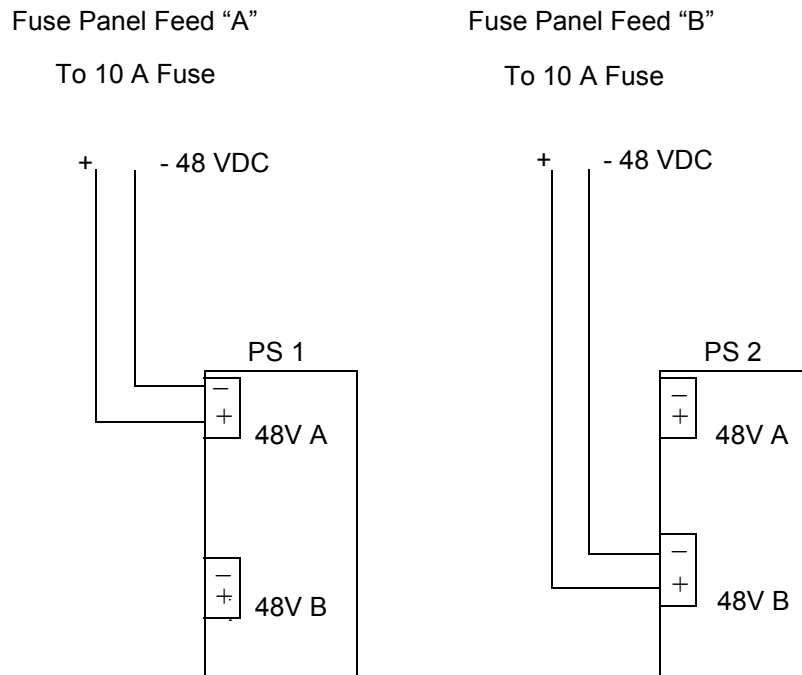 Fuse Panel Feed “A”
To 10 A Fuse
+ - 48 VDC
PS 1
–
+
48V A
–
+
48V B
Fuse Panel Feed “B”
To 10 A Fuse
+ - 48 VDC
PS 2
–
+
48V A
–
+
48V B